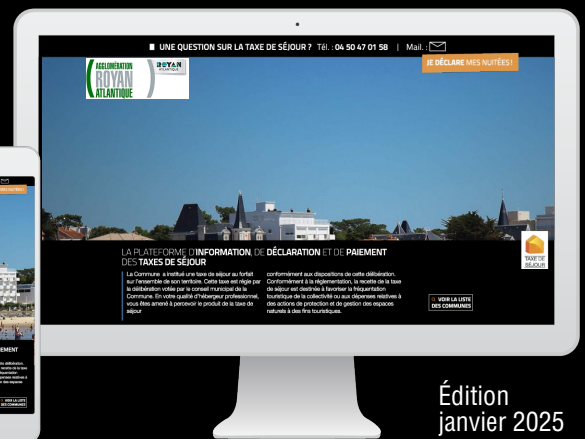 UNE QUESTION SUR LA TAXE DE SÉJOUR ? Tél. : 04 50 47 01 58 | Mail. :
JE DÉCLARE MES NUITÉES !
AGGLOMÉRATION
ROYAN
ATLANTIQUE
ROYAN
ATLANTIQUE
LA PLATEFORME D'INFORMATION, DE DÉCLARATION ET DE PAIEMENT
DES TAXES DE SÉJOUR
La Commune a institué une taxe de séjour au forfait
sur l'ensemble de son territoire. Cette taxe est régie par
la délibération votée par le conseil municipal de la
Commune. En votre qualité d'hébergeur professionnel,
vous êtes amené à percevoir le produit de la taxe de
séjour
conformément aux dispositions de cette délibération.
Conformément à la réglementation, la recette de la taxe
de séjour est destinée à favoriser la fréquentation
touristique de la collectivité ou aux dépenses relatives à
des actions de protection et de gestion des espaces
naturels à des fins touristiques.
TAXE DE
SÉJOUR
VOIR LA LISTE
DES COMMUNES
IEMENT
VOIR LA LISTE
DES COMMUNES
Édition
janvier 2025